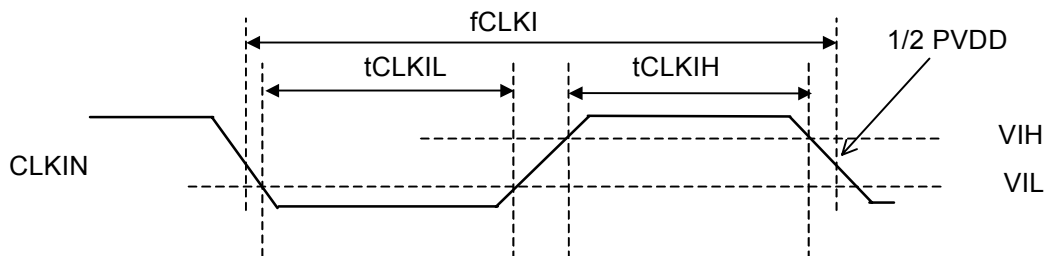 fCLKI
1/2 PVDD
tCLKIL
tCLKIH
VIH
CLKIN
VIL